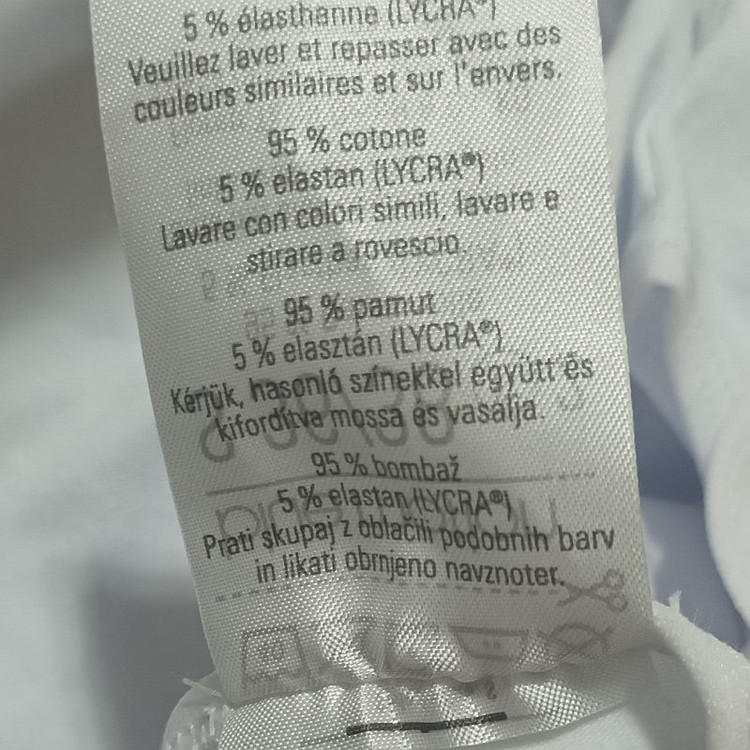 5 % élasthanne (LYCRA®)
Veuillez laver et repasser avec des
couleurs similaires et sur l'envers.
95 % cotone
5 % elastan (LYCRA®)
Lavare con colori simili, lavare e
stirare a rovescio.
95 % pamut
5 % elasztán (LYCRA®)
Kérjük, hasonló színekkel együtt és
kifordítva mossa és vasalja.
95 % bombaž
5 % elastan (LYCRA®)
Prati skupaj z oblačili podobnih barv
in likati obrnjeno navznoter.